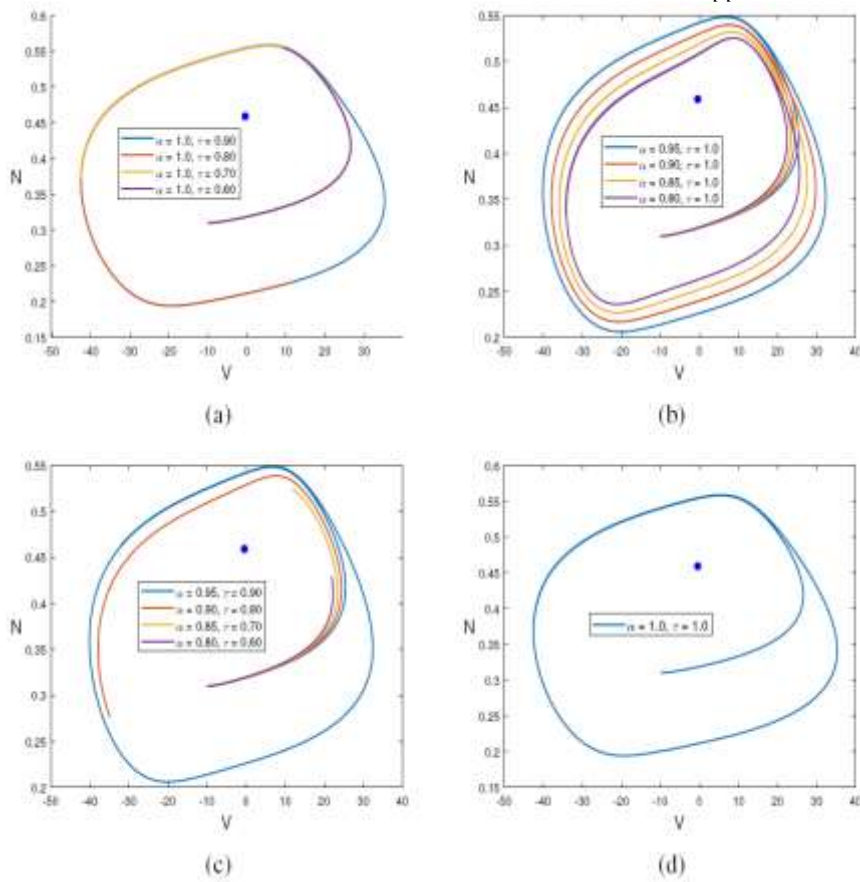 0.6
0.55
0.5
0.45
0.4
N
0.35
0.3
0.25
0.2
0.15
α = 1.0, τ = 0.90
α = 1.0, τ = 0.80
α = 1.0, τ = 0.70
α = 1.0, τ = 0.60
-50 -40 -30 -20 -10 0 10 20 30
V
(a)
0.55
0.5
0.45
0.4
N
0.35
0.3
0.25
0.2
α = 0.95, τ = 1.0
α = 0.90, τ = 1.0
α = 0.85, τ = 1.0
α = 0.80, τ = 1.0
-50 -40 -30 -20 -10 0 10 20 30 40
V
(b)
0.55
0.5
0.45
0.4
N
0.35
0.3
0.25
0.2
α = 0.95, τ = 0.90
α = 0.90, τ = 0.80
α = 0.85, τ = 0.70
α = 0.80, τ = 0.60
-50 -40 -30 -20 -10 0 10 20 30 40
V
(c)
0.6
0.55
0.5
0.45
0.4
N
0.35
0.3
0.25
0.2
0.15
α = 1.0, τ = 1.0
-50 -40 -30 -20 -10 0 10 20 30 40
V
(d)